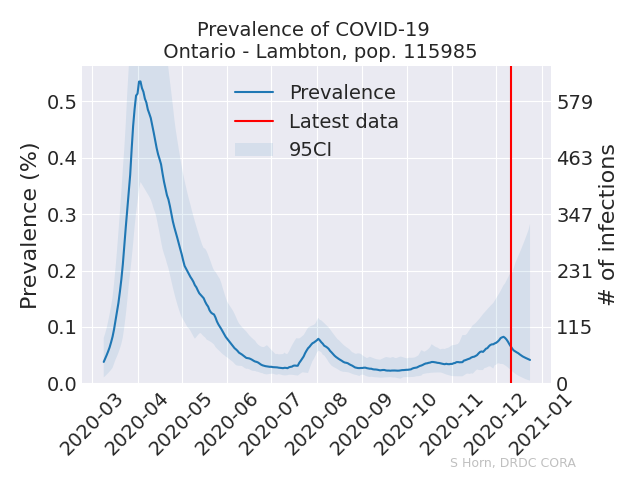 Prevalence of COVID-19
Ontario - Lambton, pop. 115985
Prevalence
Latest data
95CI
Prevalence (%)
0.5
0.4
0.3
0.2
0.1
0.0
579
463
347
231
115
0
# of infections
2020-03
2020-04
2020-05
2020-06
2020-07
2020-08
2020-09
2020-10
2020-11
2020-12
2021-01
S Horn, DRDC CORA